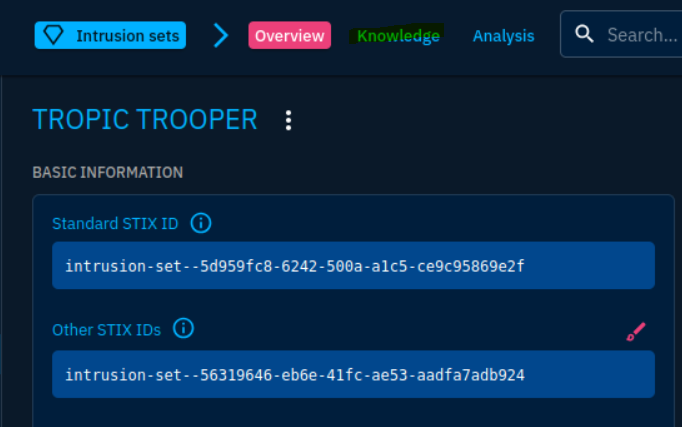 Intrusion sets Overview Knowledge Analysis Search...
TROPIC TROOPER
BASIC INFORMATION
Standard STIX ID
intrusion-set--5d959fc8-6242-500a-a1c5-ce9c95869e2f
Other STIX IDs
intrusion-set--56319646-eb6e-41fc-ae53-aadfa7adb924